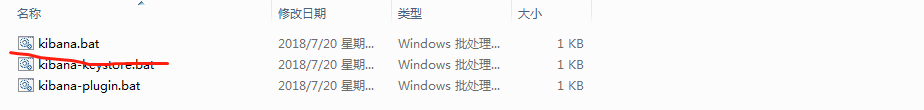 名称 修改日期 类型 大小
kibana.bat 2018/7/20 星期... Windows 批处理... 1 KB
kibana-keystore.bat 2018/7/20 星期... Windows 批处理... 1 KB
kibana-plugin.bat 2018/7/20 星期... Windows 批处理... 1 KB